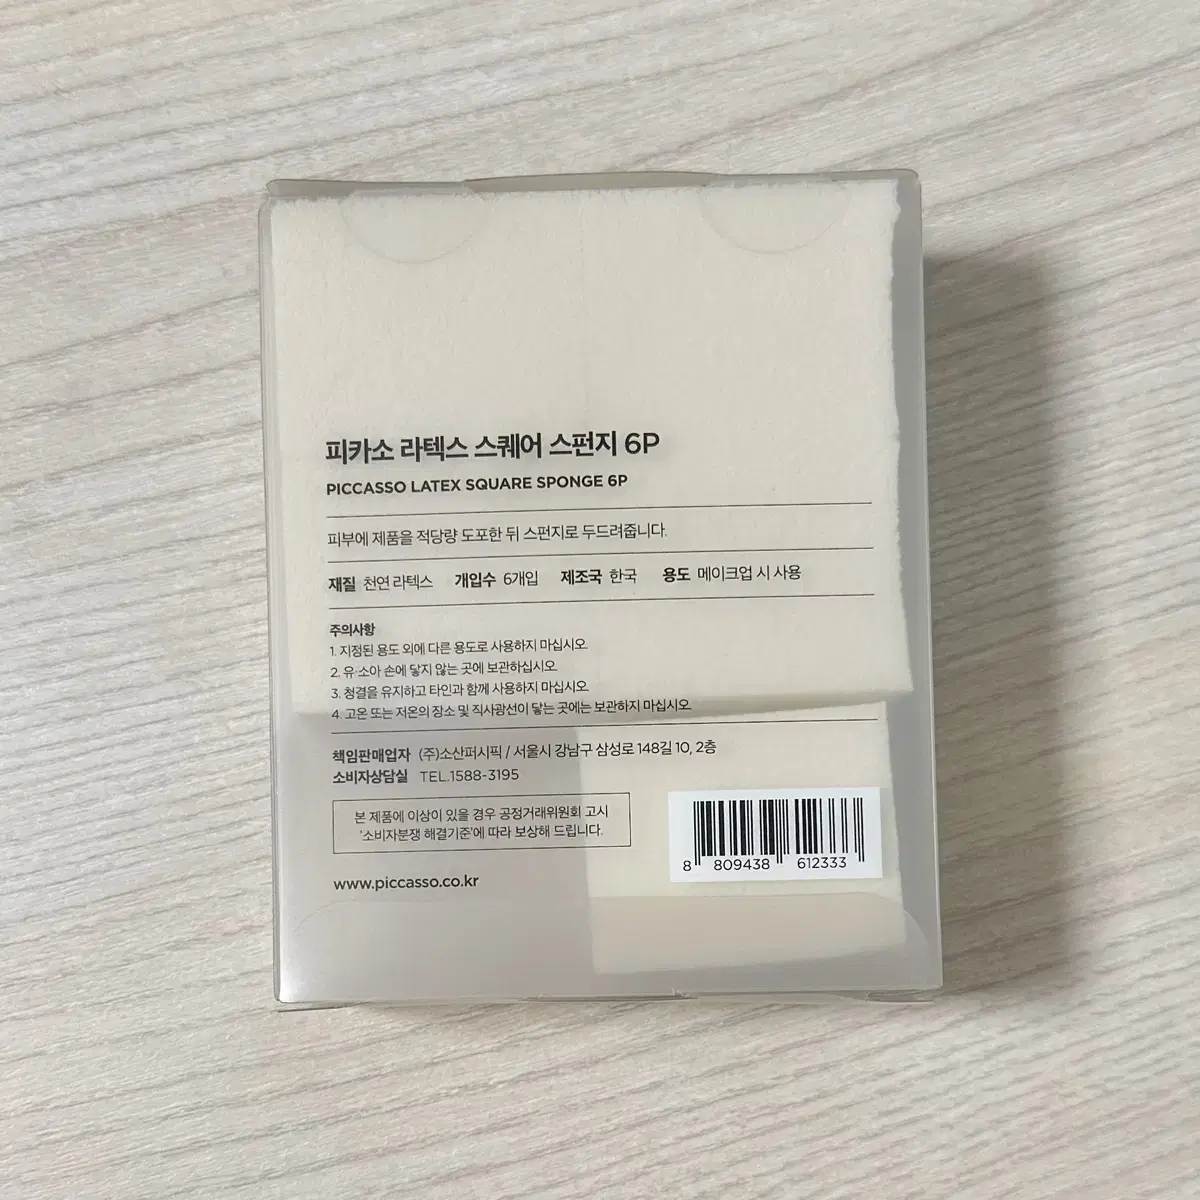 피카소 라텍스 스퀘어 스펀지 6P
PICCASSO LATEX SQUARE SPONGE 6P
피부에 제품을 적당량 도포한 뒤 스펀지로 두드려줍니다.
재질 천연 라텍스 개입수 6개입 제조국 한국 용도 메이크업 시 사용
주의사항
1. 지정된 용도 외에 다른 용도로 사용하지 마십시오.
2. 유·소아 손에 닿지 않는 곳에 보관하십시오.
3. 청결을 유지하고 타인과 함께 사용하지 마십시오.
4. 고온 또는 저온의 장소 및 직사광선이 닿는 곳에는 보관하지 마십시오.
책임판매업자 (주)소산퍼시픽 / 서울시 강남구 삼성로 148길 10, 2층
소비자상담실 TEL.1588-3195
본 제품에 이상이 있을 경우 공정거래위원회 고시
'소비자분쟁 해결기준'에 따라 보상해 드립니다.
8 809438 612333
www.piccasso.co.kr